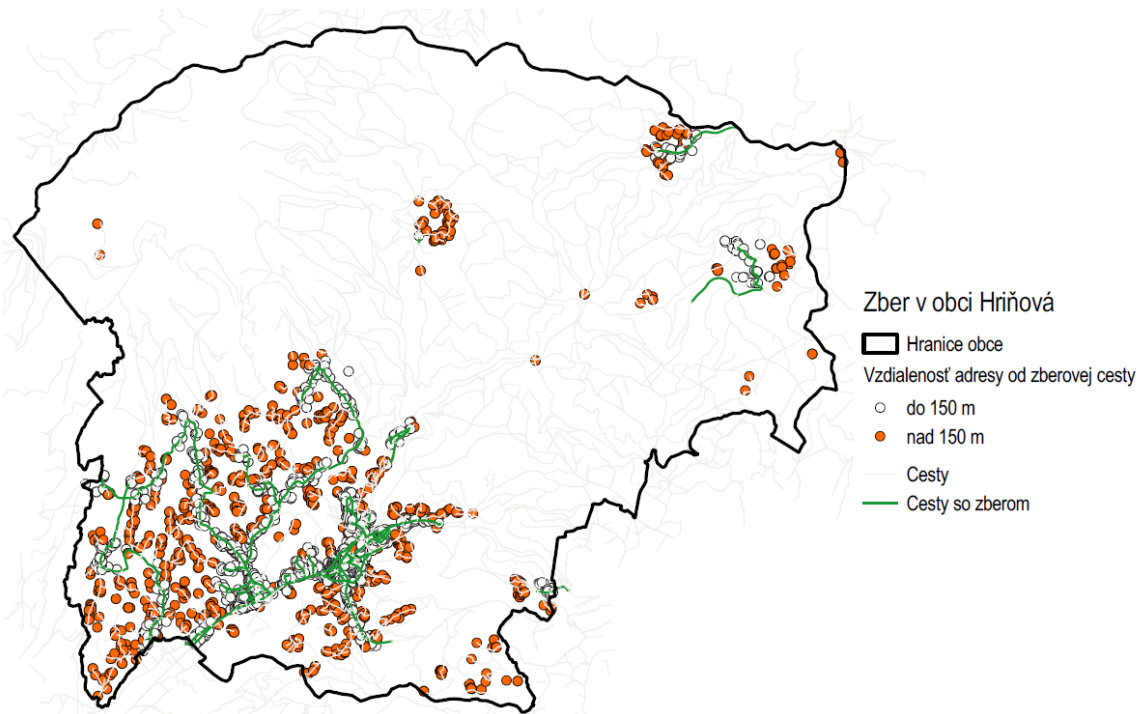 Zber v obci Hriňová
Hranice obce
Vzdialenosť adresy od zberovej cesty
do 150 m
nad 150 m
Cesty
Cesty so zberom